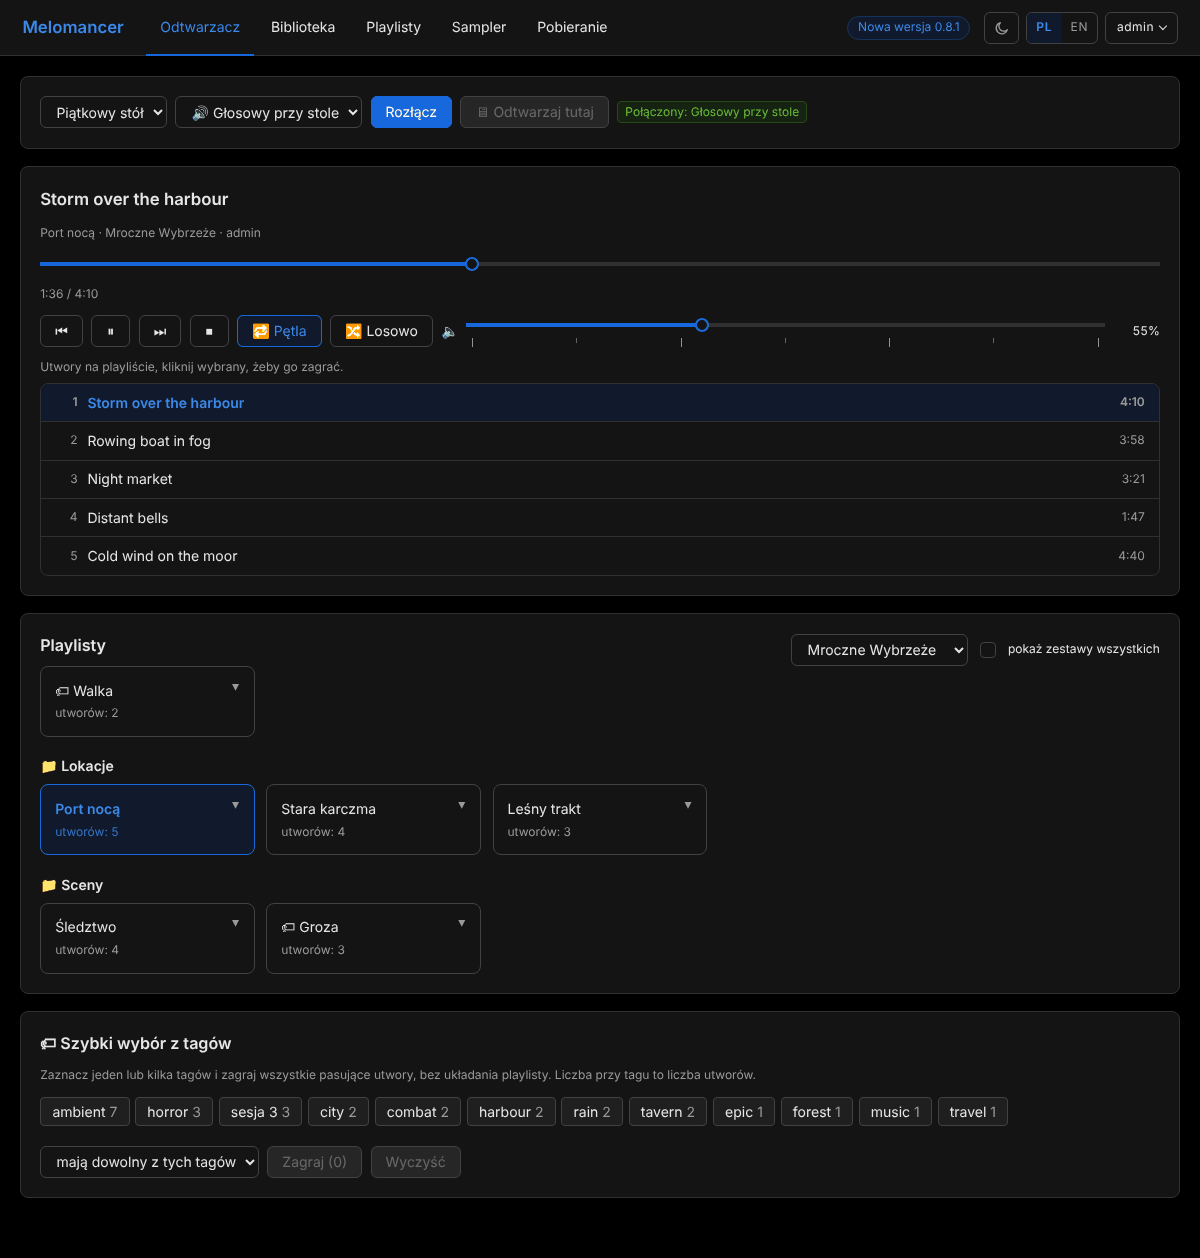 Melomancer Odtwarzacz Biblioteka Playlisty Sampler Pobieranie Nowa wersja 0.8.1 PL EN admin
Piątkowy stół 🔊 Głosowy przy stole Rozłącz 🖥 Odtwarzaj tutaj Połączony: Głosowy przy stole
Storm over the harbour
Port nocą · Mroczne Wybrzeże · admin
1:36 / 4:10
⏮ ⏸ ⏭ ⏹ 🔁 Pętla 🔀 Losowo 🔈 55%
Utwory na playliście, kliknij wybrany, żeby go zagrać.
1 Storm over the harbour 4:10
2 Rowing boat in fog 3:58
3 Night market 3:21
4 Distant bells 1:47
5 Cold wind on the moor 4:40
Playlisty Mroczne Wybrzeże pokaż zestawy wszystkich
🏷 Walka ▼
utworów: 2
📁 Lokacje
Port nocą ▼ Stara karczma ▼ Leśny trakt ▼
utworów: 5 utworów: 4 utworów: 3
📁 Sceny
Śledztwo ▼ 🏷 Groza ▼
utworów: 4 utworów: 3
🏷 Szybki wybór z tagów
Zaznacz jeden lub kilka tagów i zagraj wszystkie pasujące utwory, bez układania playlisty. Liczba przy tagu to liczba utworów.
ambient 7 horror 3 sesja 3 3 city 2 combat 2 harbour 2 rain 2 tavern 2 epic 1 forest 1 music 1 travel 1
mają dowolny z tych tagów Zagraj (0) Wyczyść